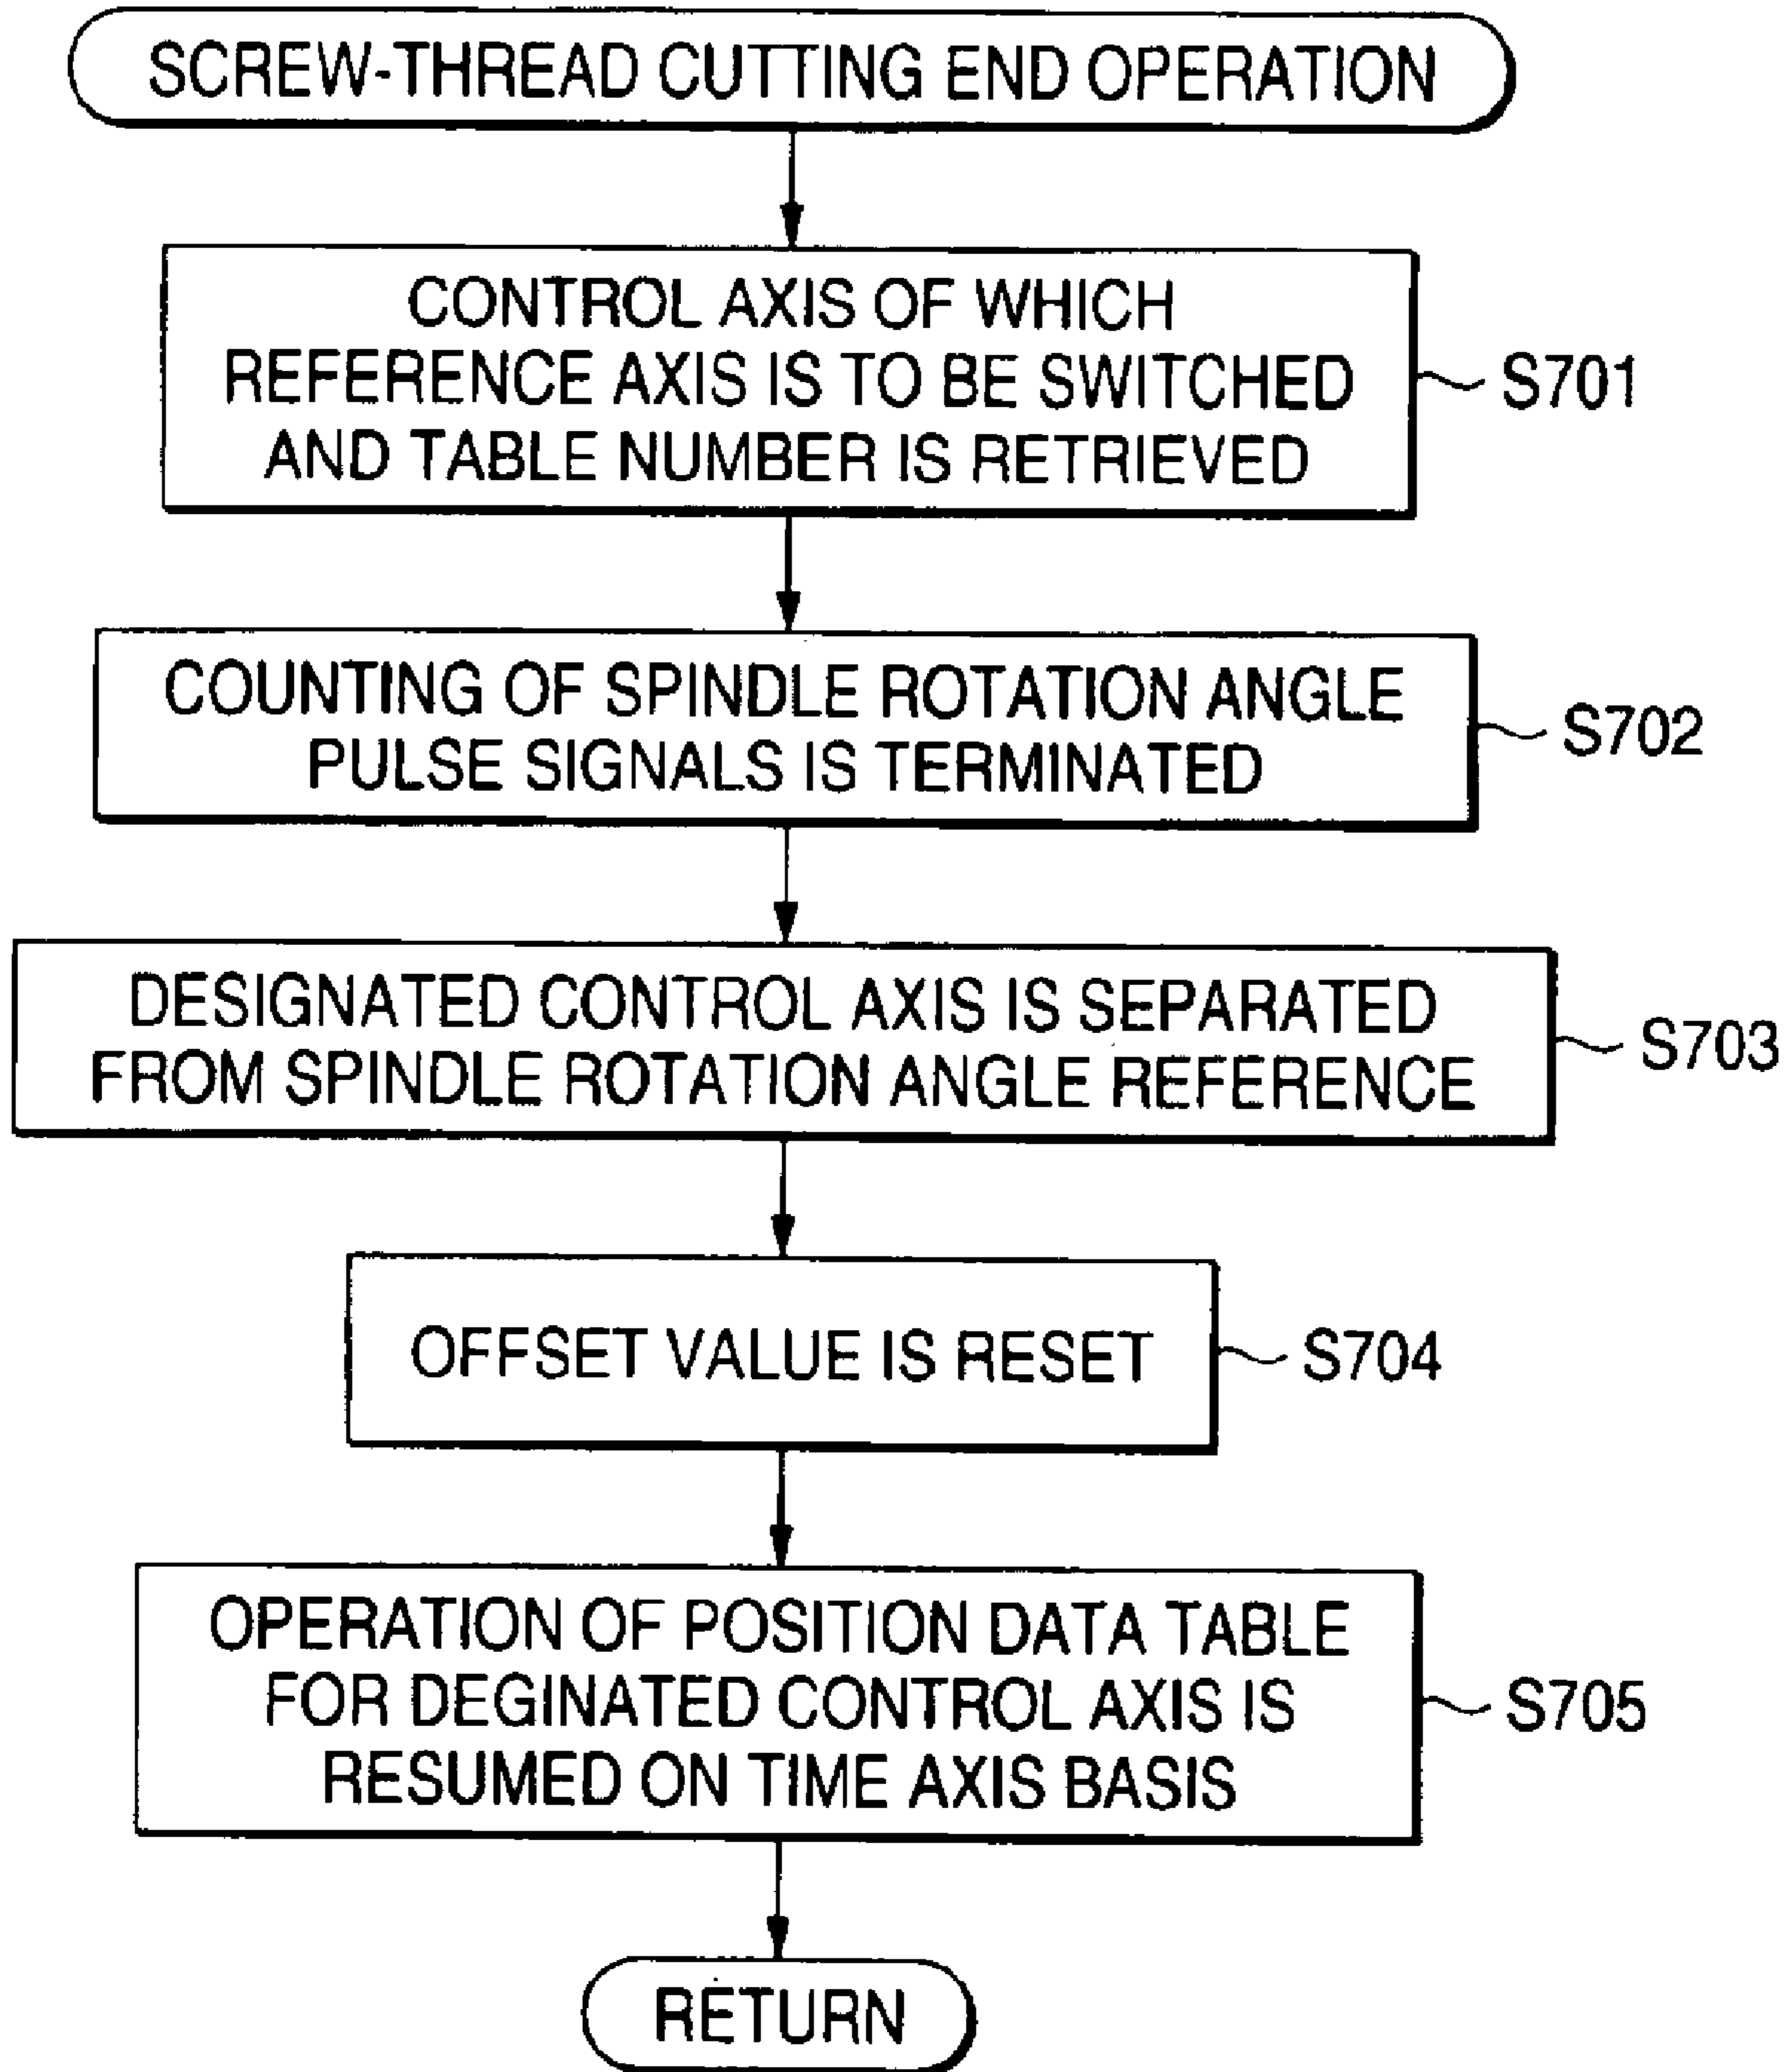 SCREW-THREAD CUTTING END OPERATION
CONTROL AXIS OF WHICH
REFERENCE AXIS IS TO BE SWITCHED
AND TABLE NUMBER IS RETRIEVED
S701
COUNTING OF SPINDLE ROTATION ANGLE
PULSE SIGNALS IS TERMINATED
S702
DESIGNATED CONTROL AXIS IS SEPARATED
FROM SPINDLE ROTATION ANGLE REFERENCE
S703
OFFSET VALUE IS RESET
S704
OPERATION OF POSITION DATA TABLE
FOR DEGINATED CONTROL AXIS IS
RESUMED ON TIME AXIS BASIS
S705
RETURN